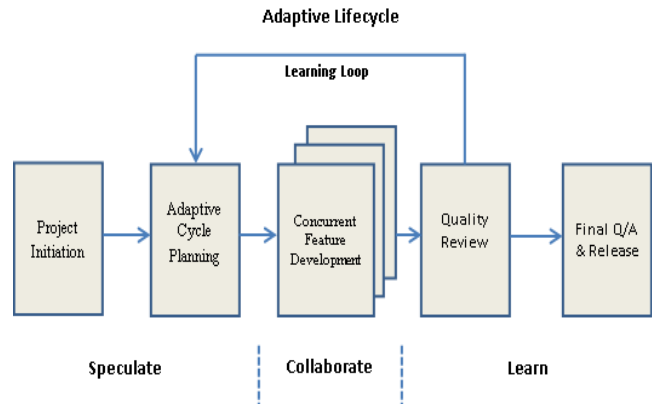 Adaptive Lifecycle
Learning Loop
Project
Initiation
Adaptive
Cycle
Planning
Concurrent
Feature
Development
Quality
Review
Final Q/A
& Release
Speculate
Collaborate
Learn